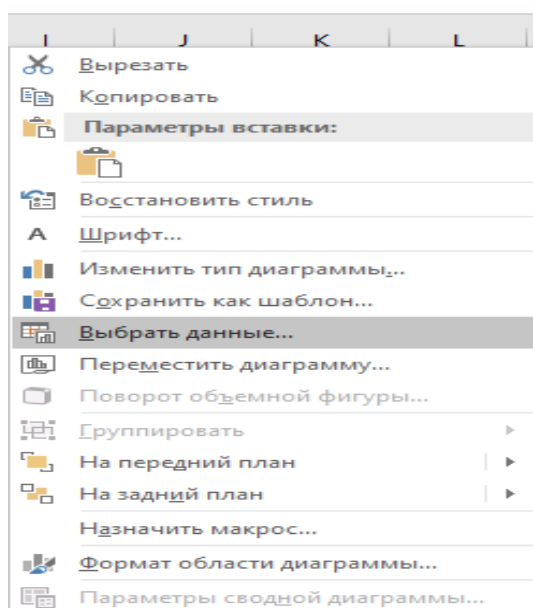 I J K L
Вырезать
Копировать
Параметры вставки:
Восстановить стиль
А Шрифт...
Изменить тип диаграммы...
Сохранить как шаблон...
Выбрать данные...
Переместить диаграмму...
Поворот объемной фигуры...
Группировать
На передний план
На задний план
Назначить макрос...
Формат области диаграммы...
Параметры сводной диаграммы...